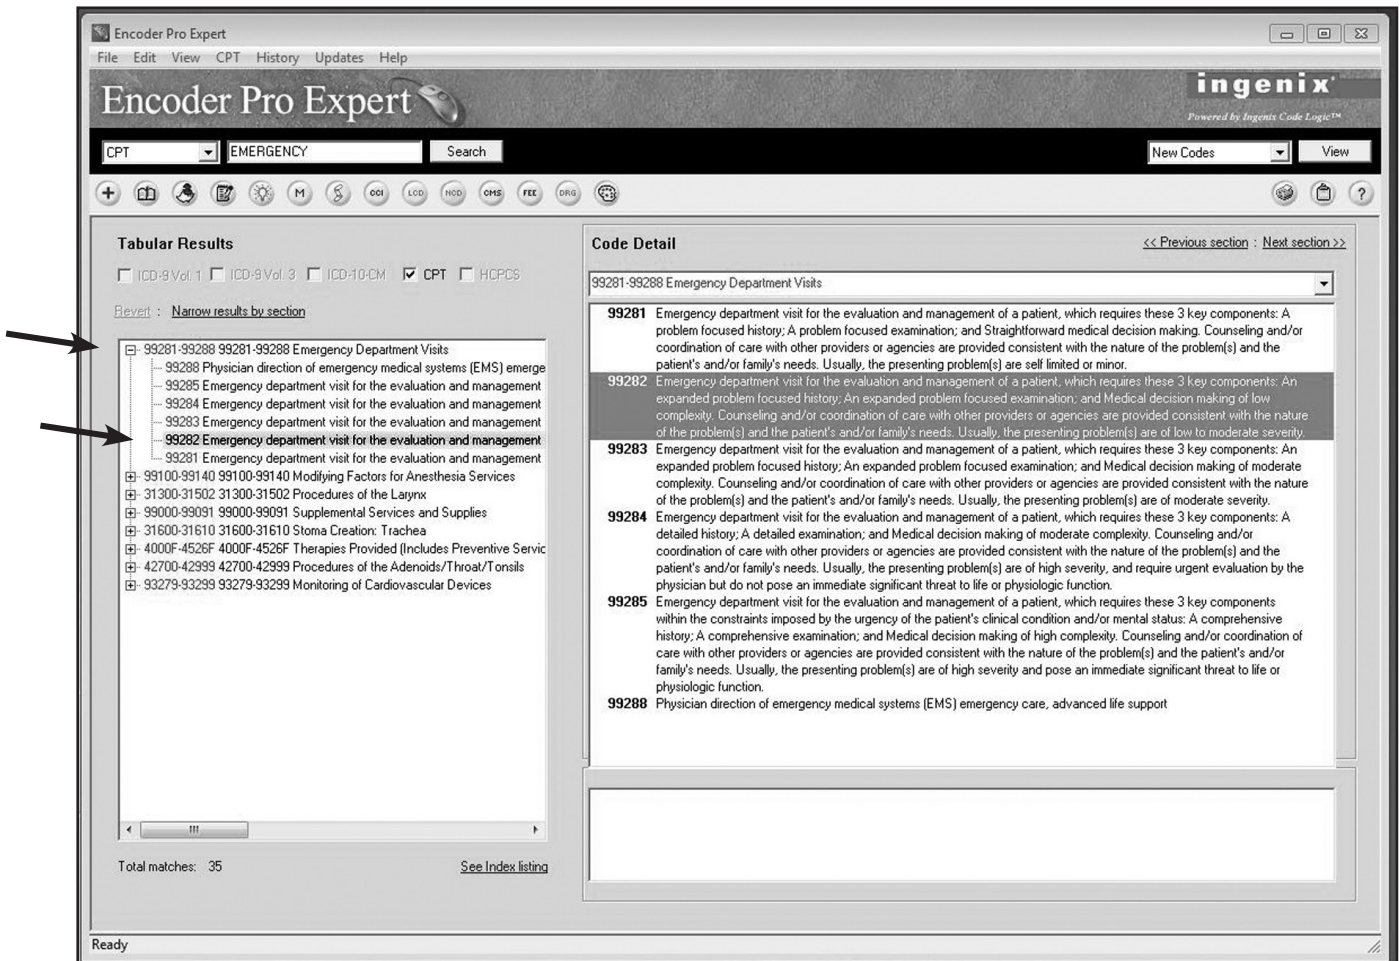 Encoder Pro Expert
File Edit View CPT History Updates Help
Encoder Pro Expert
ingenix
Powered by Ingenix Code Logic™
CPT EMERGENCY Search New Codes View
M CCI LCD NCD CMS FEE DRG ?
Tabular Results
ICD-9 Vol. 1 ICD-9 Vol. 3 ICD-10-CM CPT HCPCS
Revert : Narrow results by section
99281-99288 99281-99288 Emergency Department Visits
99288 Physician direction of emergency medical systems (EMS) emerge
99285 Emergency department visit for the evaluation and management
99284 Emergency department visit for the evaluation and management
99283 Emergency department visit for the evaluation and management
99282 Emergency department visit for the evaluation and management
99281 Emergency department visit for the evaluation and management
99100-99140 99100-99140 Modifying Factors for Anesthesia Services
31300-31502 31300-31502 Procedures of the Larynx
99000-99091 99000-99091 Supplemental Services and Supplies
31600-31610 31600-31610 Stoma Creation: Trachea
4000F-4526F 4000F-4526F Therapies Provided (Includes Preventive Servic
42700-42999 42700-42999 Procedures of the Adenoids/Throat/Tonsils
93279-93299 93279-93299 Monitoring of Cardiovascular Devices
Total matches: 35 See Index listing
Code Detail << Previous section : Next section >>
99281-99288 Emergency Department Visits
99281 Emergency department visit for the evaluation and management of a patient, which requires these 3 key components: A
problem focused history; A problem focused examination; and Straightforward medical decision making. Counseling and/or
coordination of care with other providers or agencies are provided consistent with the nature of the problem(s) and the
patient's and/or family's needs. Usually, the presenting problem(s) are self limited or minor.
99282 Emergency department visit for the evaluation and management of a patient, which requires these 3 key components: An
expanded problem focused history; An expanded problem focused examination; and Medical decision making of low
complexity. Counseling and/or coordination of care with other providers or agencies are provided consistent with the nature
of the problem(s) and the patient's and/or family's needs. Usually, the presenting problem(s) are of low to moderate severity.
99283 Emergency department visit for the evaluation and management of a patient, which requires these 3 key components: An
expanded problem focused history; An expanded problem focused examination; and Medical decision making of moderate
complexity. Counseling and/or coordination of care with other providers or agencies are provided consistent with the nature
of the problem(s) and the patient's and/or family's needs. Usually, the presenting problem(s) are of moderate severity.
99284 Emergency department visit for the evaluation and management of a patient, which requires these 3 key components: A
detailed history; A detailed examination; and Medical decision making of moderate complexity. Counseling and/or
coordination of care with other providers or agencies are provided consistent with the nature of the problem(s) and the
patient's and/or family's needs. Usually, the presenting problem(s) are of high severity, and require urgent evaluation by the
physician but do not pose an immediate significant threat to life or physiologic function.
99285 Emergency department visit for the evaluation and management of a patient, which requires these 3 key components
within the constraints imposed by the urgency of the patient's clinical condition and/or mental status: A comprehensive
history; A comprehensive examination; and Medical decision making of high complexity. Counseling and/or coordination of
care with other providers or agencies are provided consistent with the nature of the problem(s) and the patient's and/or
family's needs. Usually, the presenting problem(s) are of high severity and pose an immediate significant threat to life or
physiologic function.
99288 Physician direction of emergency medical systems (EMS) emergency care, advanced life support
Ready